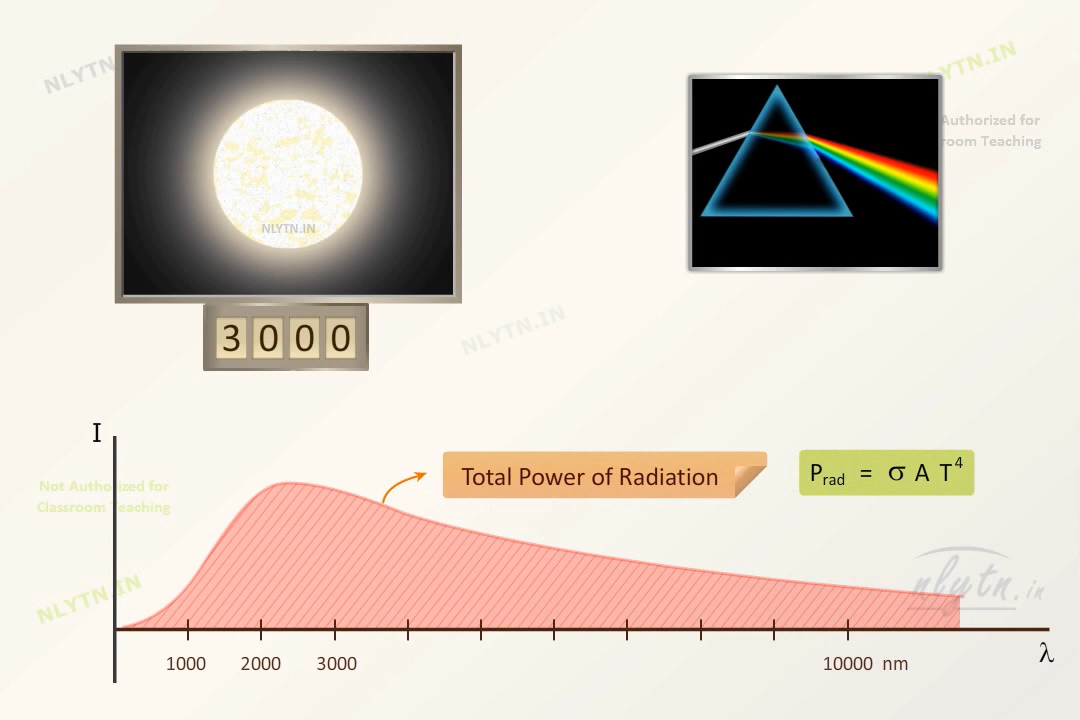 NLYTN
NLYTN.IN
Authorized for
room Teaching
NLYTN.IN
3000
NLYTN.IN
I
Total Power of Radiation
P_rad = σ A T^4
Not Authorized for
Classroom Teaching
NLYTN.IN
nlytn.in
1000 2000 3000 10000 nm
λ